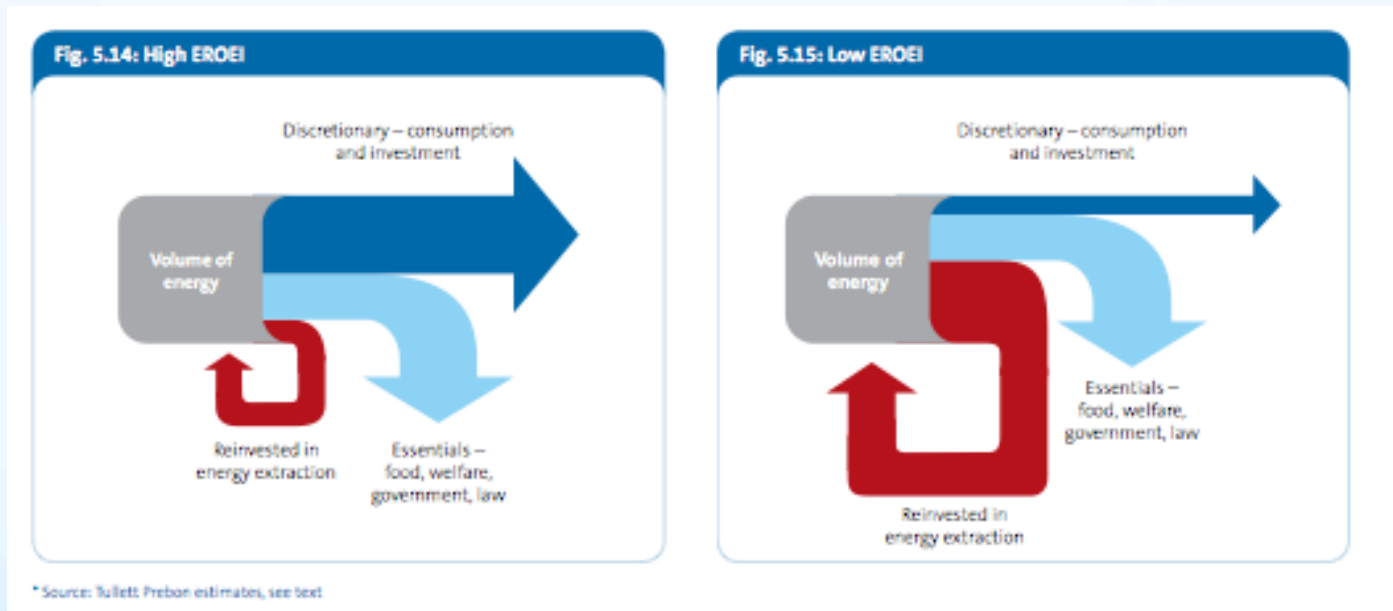 Fig. 5.14: High EROEI
Discretionary – consumption
and investment
Volume of
energy
Reinvested in
energy extraction
Essentials –
food, welfare,
government, law
Fig. 5.15: Low EROEI
Discretionary – consumption
and investment
Volume of
energy
Essentials –
food, welfare,
government, law
Reinvested in
energy extraction
* Source: Tullett Prebon estimates, see text